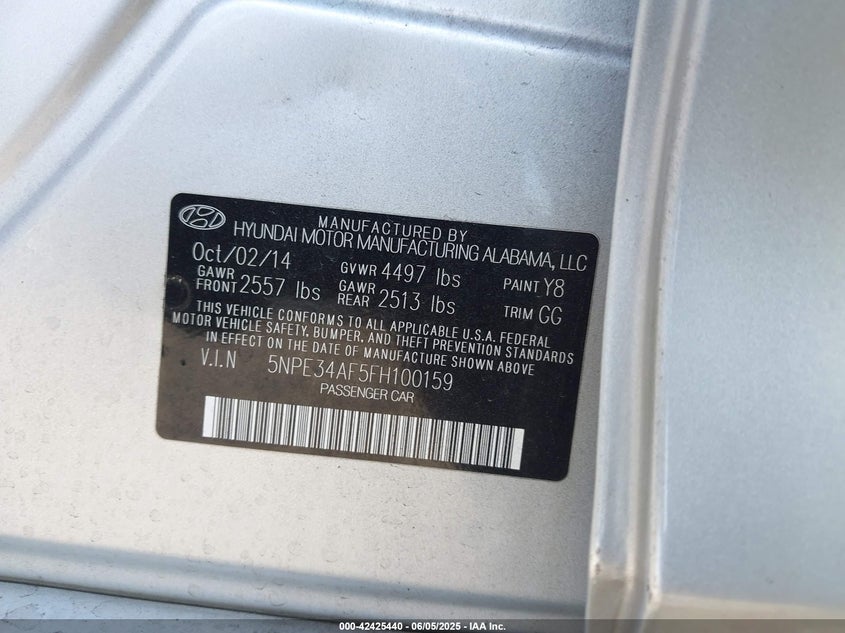 MANUFACTURED BY
HYUNDAI MOTOR MANUFACTURING ALABAMA, LLC
Oct/02/14 GVWR 4497 lbs PAINT Y8
GAWR FRONT 2557 lbs GAWR REAR 2513 lbs TRIM GG
THIS VEHICLE CONFORMS TO ALL APPLICABLE U.S.A. FEDERAL
MOTOR VEHICLE SAFETY, BUMPER, AND THEFT PREVENTION STANDARDS
IN EFFECT ON THE DATE OF MANUFACTURE SHOWN ABOVE
V.I.N 5NPE34AF5FH100159
PASSENGER CAR
000-42425440 - 06/05/2025 - IAA Inc.